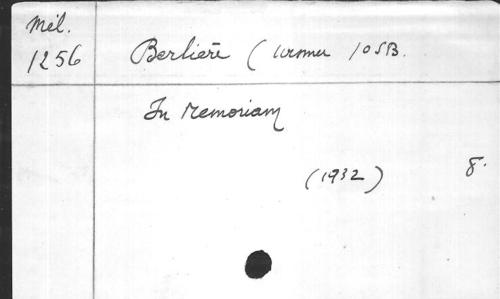 Mél.
1256
Berlière (Ursmer) OSB.
In Memoriam
(1932)
8.